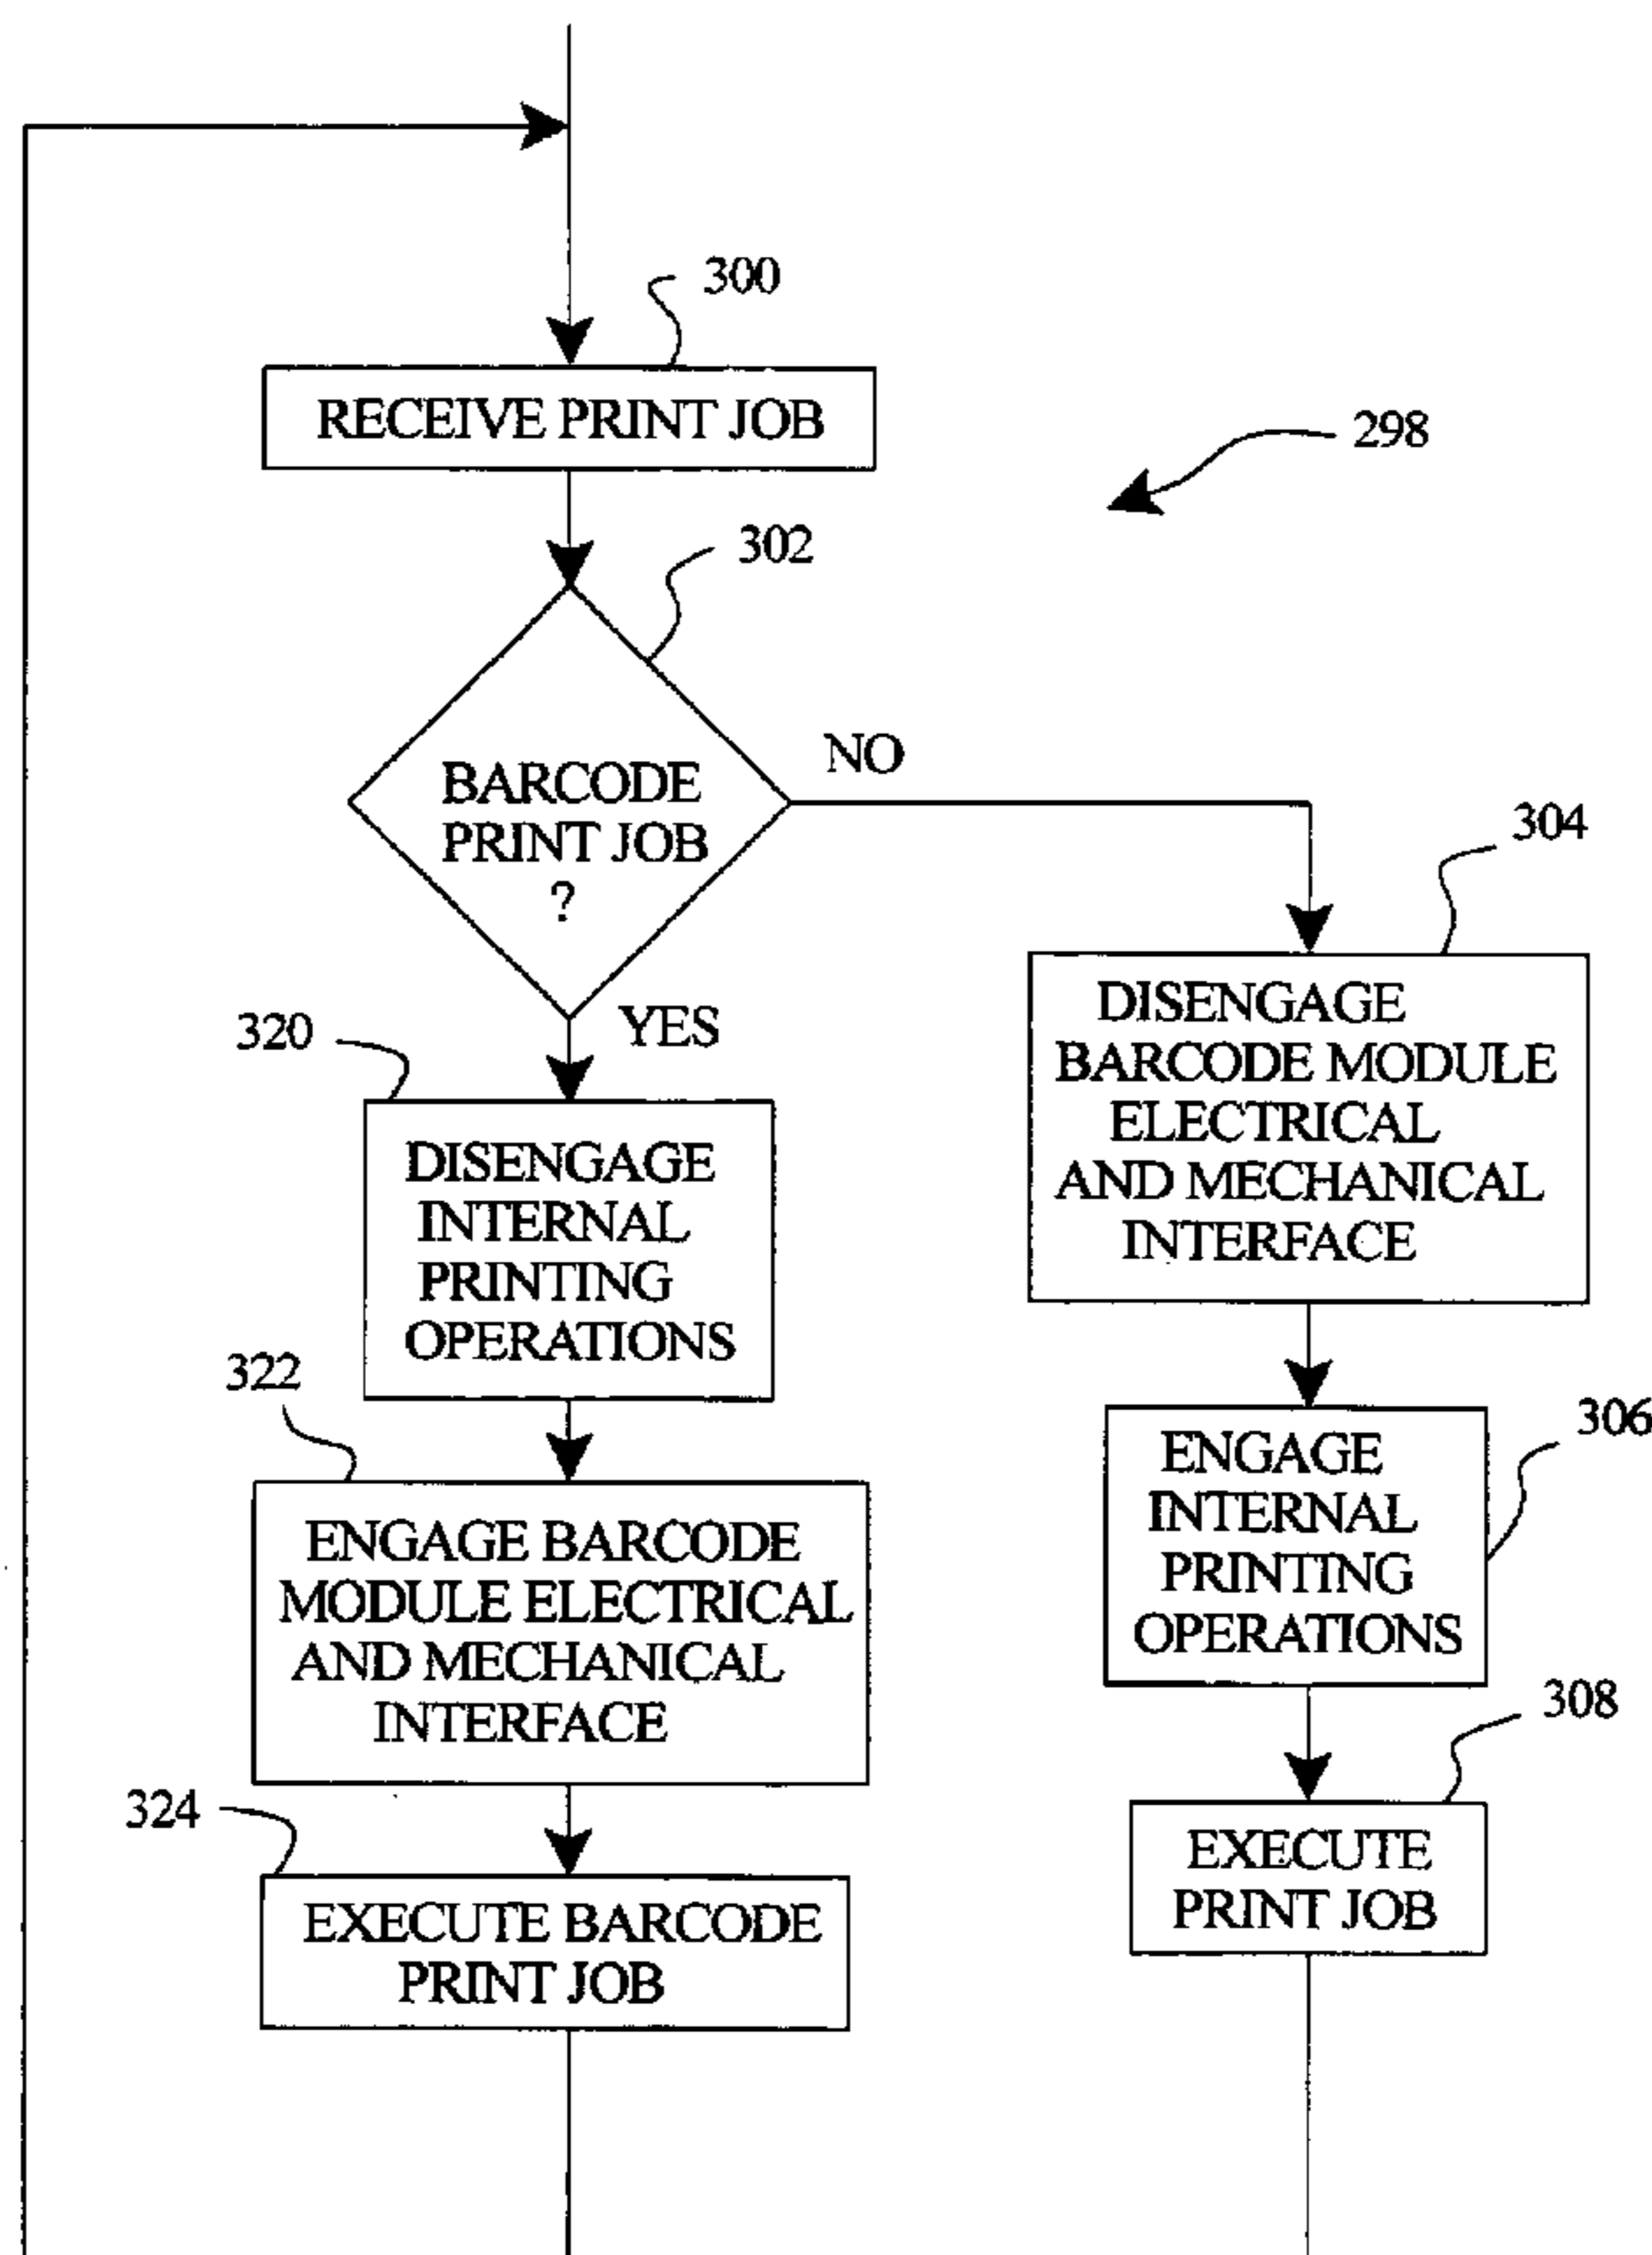 300
RECEIVE PRINT JOB
298
302
BARCODE
PRINT JOB
?
NO
YES
304
DISENGAGE
BARCODE MODULE
ELECTRICAL
AND MECHANICAL
INTERFACE
320
DISENGAGE
INTERNAL
PRINTING
OPERATIONS
306
ENGAGE
INTERNAL
PRINTING
OPERATIONS
322
ENGAGE BARCODE
MODULE ELECTRICAL
AND MECHANICAL
INTERFACE
308
EXECUTE
PRINT JOB
324
EXECUTE BARCODE
PRINT JOB